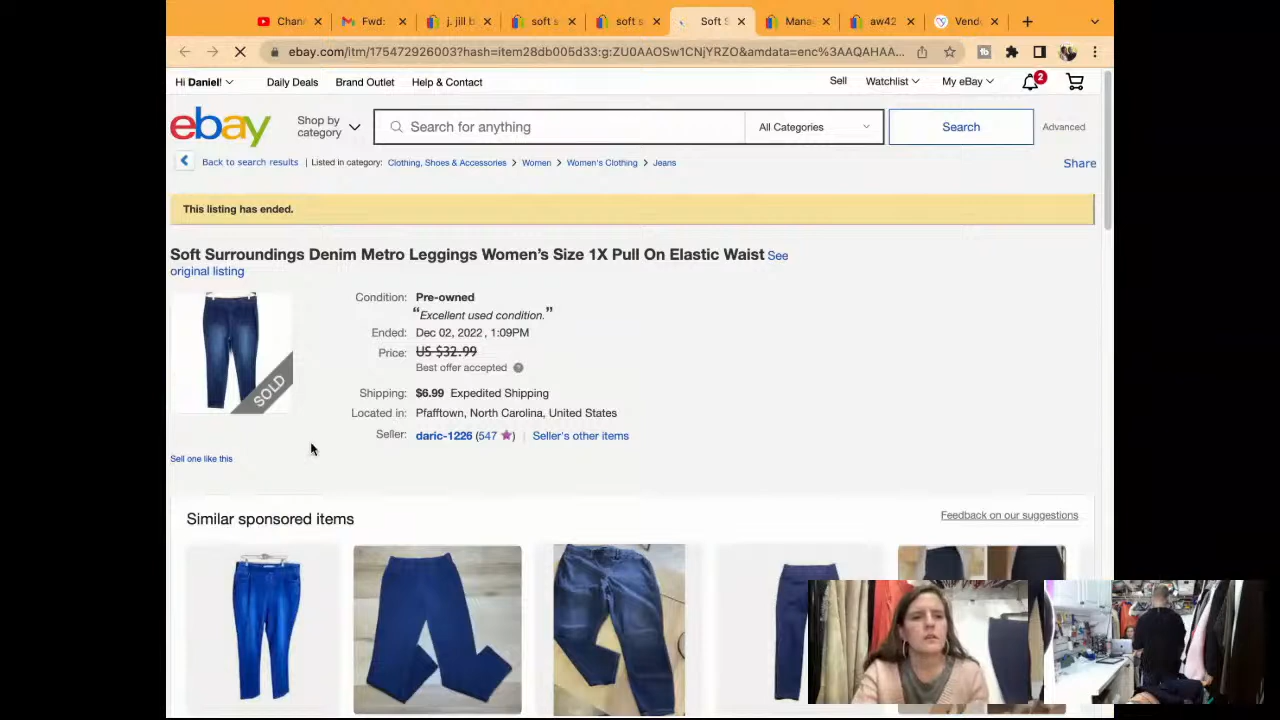 Chann
Fwd:
j. jill b
soft s
soft s
Soft S
Mana
aw42
Vend
ebay.com/itm/175472926003?hash=item28db005d33:g:ZU0AAOSw1CNjYRZO&amdata=enc%3AAQAHAA...
Hi Daniel!
Daily Deals
Brand Outlet
Help & Contact
Sell
Watchlist
My eBay
2
ebay
Shop by
category
Search for anything
All Categories
Search
Advanced
Back to search results | Listed in category: Clothing, Shoes & Accessories > Women > Women's Clothing > Jeans
Share
This listing has ended.
Soft Surroundings Denim Metro Leggings Women's Size 1X Pull On Elastic Waist See
original listing
SOLD
Condition: Pre-owned
"Excellent used condition."
Ended: Dec 02, 2022 , 1:09PM
Price: US $32.99
Best offer accepted
Shipping: $6.99 Expedited Shipping
Located in: Pfafftown, North Carolina, United States
Seller: daric-1226 (547 ★) | Seller's other items
Sell one like this
Similar sponsored items
Feedback on our suggestions